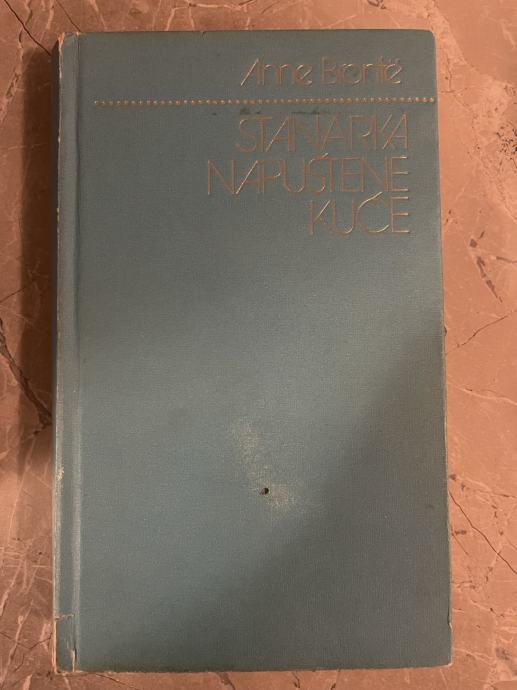 Anne Brontë
STANARKA
NAPUŠTENE
KUĆE